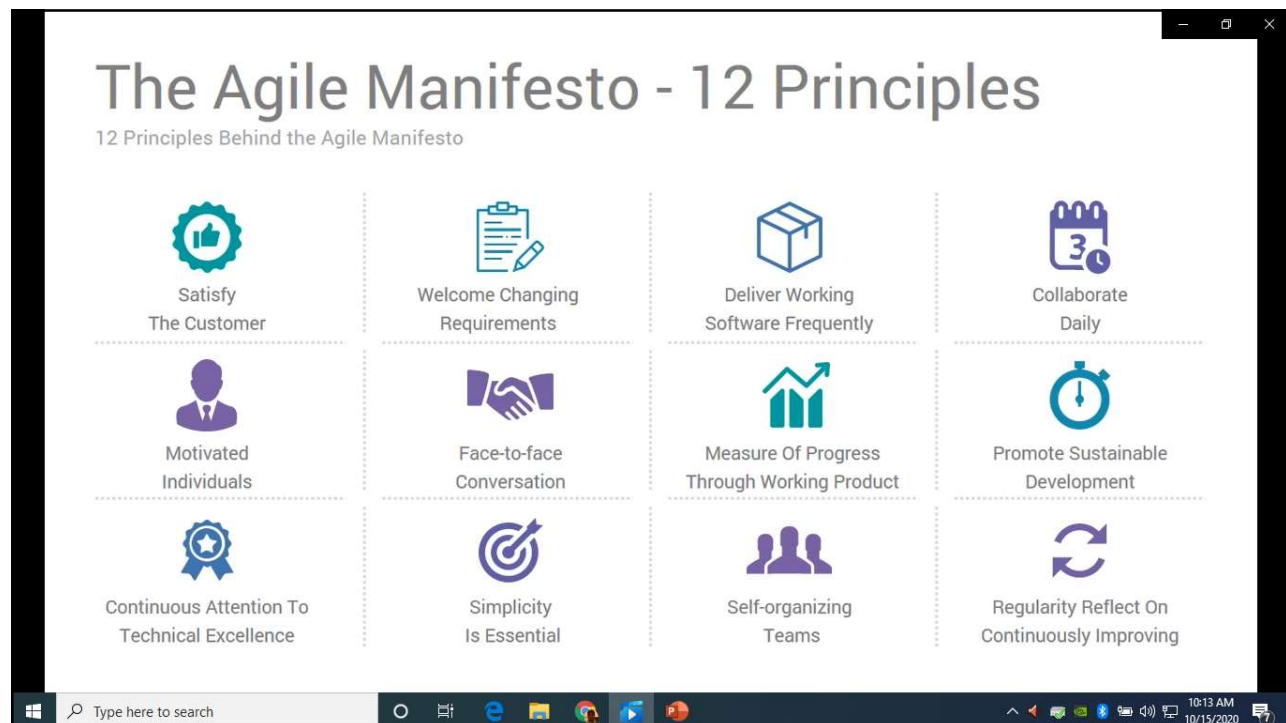 The Agile Manifesto - 12 Principles
12 Principles Behind the Agile Manifesto
3
Satisfy
The Customer
Welcome Changing
Requirements
Deliver Working
Software Frequently
Collaborate
Daily
Motivated
Individuals
Face-to-face
Conversation
Measure Of Progress
Through Working Product
Promote Sustainable
Development
Continuous Attention To
Technical Excellence
Simplicity
Is Essential
Self-organizing
Teams
Regularity Reflect On
Continuously Improving
Type here to search
10:13 AM
10/15/2020